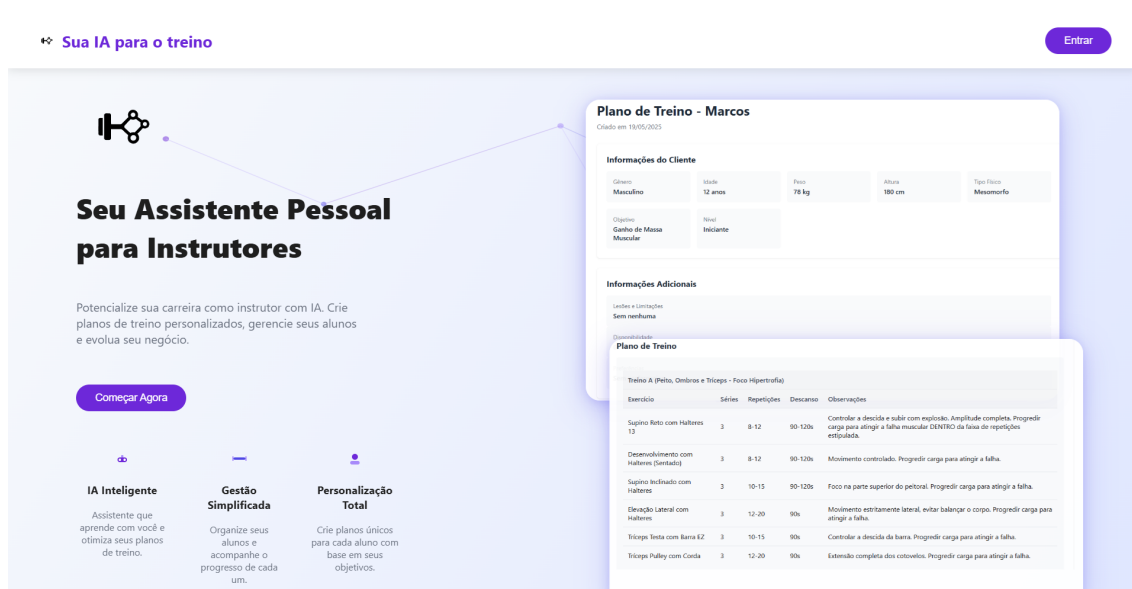 Sua IA para o treino
Entrar
Seu Assistente Pessoal
para Instrutores
Potencialize sua carreira como instrutor com IA. Crie
planos de treino personalizados, gerencie seus alunos
e evolua seu negócio.
Começar Agora
IA Inteligente
Assistente que
aprende com você e
otimiza seus planos
de treino.
Gestão
Simplificada
Organize seus
alunos e
acompanhe o
progresso de cada
um.
Personalização
Total
Crie planos únicos
para cada aluno com
base em seus
objetivos.
Plano de Treino - Marcos
Criado em 19/05/2025
Informações do Cliente
Gênero
Masculino
Idade
12 anos
Peso
78 kg
Altura
180 cm
Tipo Físico
Mesomorfo
Objetivo
Ganho de Massa
Muscular
Nível
Iniciante
Informações Adicionais
Lesões e Limitações
Sem nenhuma
Disponibilidade
Plano de Treino
Treino A (Peito, Ombros e Tríceps - Foco Hipertrofia)
Exercício Séries Repetições Descanso Observações
Supino Reto com Halteres
13
3 8-12 90-120s
Controlar a descida e subir com explosão. Amplitude completa. Progredir
carga para atingir a falha muscular DENTRO da faixa de repetições
estipulada.
Desenvolvimento com
Halteres (Sentado)
3 8-12 90-120s Movimento controlado. Progredir carga para atingir a falha.
Supino Inclinado com
Halteres
3 10-15 90-120s Foco na parte superior do peitoral. Progredir carga para atingir a falha.
Elevação Lateral com
Halteres
3 12-20 90s
Movimento estritamente lateral, evitar balançar o corpo. Progredir carga para
atingir a falha.
Tríceps Testa com Barra EZ 3 10-15 90s Controlar a descida da barra. Progredir carga para atingir a falha.
Tríceps Pulley com Corda 3 12-20 90s Extensão completa dos cotovelos. Progredir carga para atingir a falha.